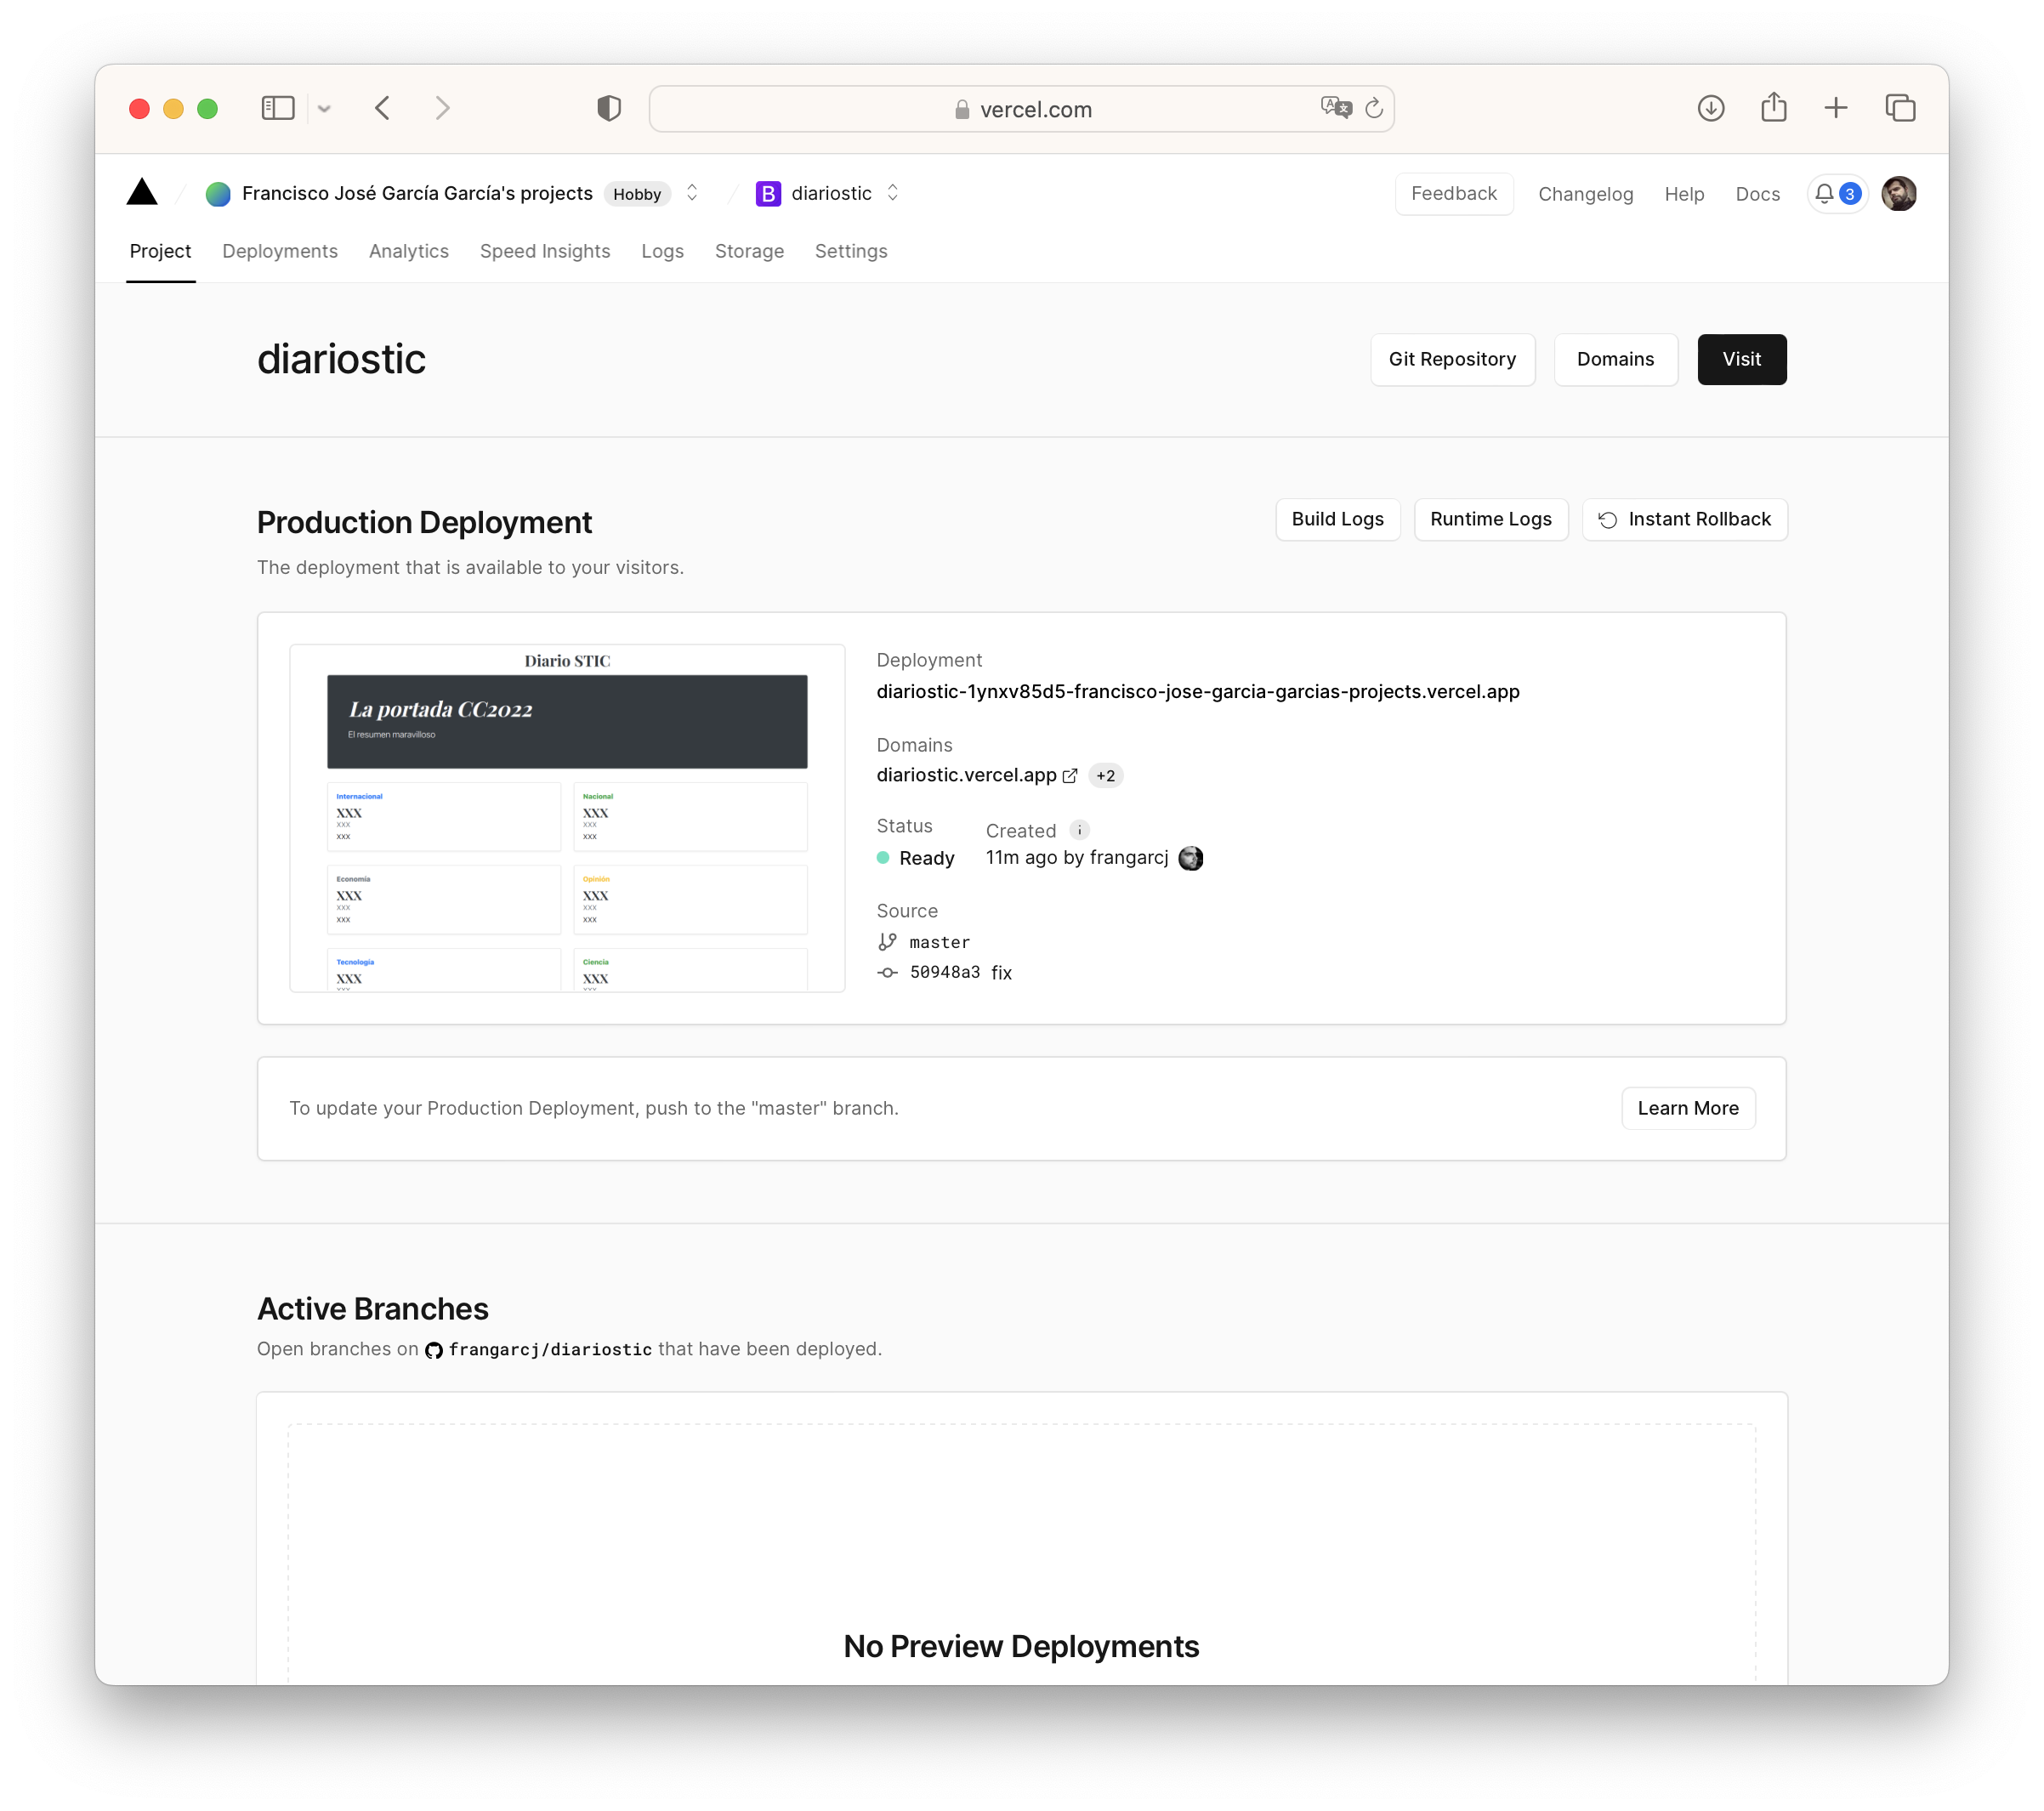 vercel.com
Francisco José García García's projects Hobby
B diariostic
Feedback Changelog Help Docs 3
Project Deployments Analytics Speed Insights Logs Storage Settings
diariostic
Git Repository Domains Visit
Production Deployment
Build Logs Runtime Logs Instant Rollback
The deployment that is available to your visitors.
Diario STIC
La portada CC2022
El resumen maravilloso
Internacional
XXX
xxx
xxx
Nacional
XXX
xxx
xxx
Economía
XXX
xxx
xxx
Opinión
XXX
xxx
xxx
Tecnología
XXX
xxx
Ciencia
XXX
xxx
Deployment
diariostic-1ynxv85d5-francisco-jose-garcia-garcias-projects.vercel.app
Domains
diariostic.vercel.app +2
Status
Ready
Created
11m ago by frangarcj
Source
master
50948a3 fix
To update your Production Deployment, push to the "master" branch.
Learn More
Active Branches
Open branches on frangarcj/diariostic that have been deployed.
No Preview Deployments